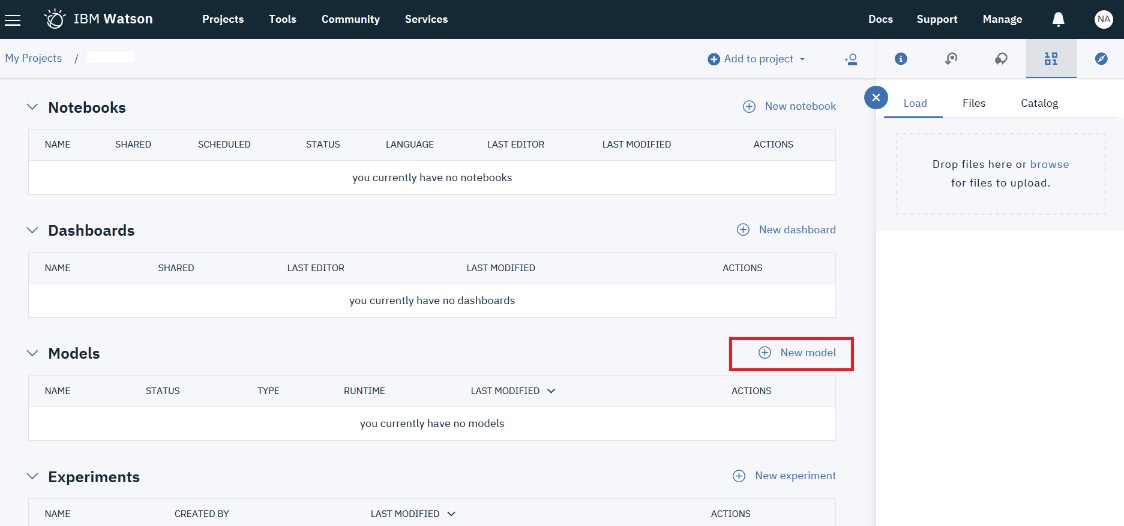 IBM Watson Projects Tools Community Services Docs Support Manage NA
My Projects / Add to project
Load Files Catalog
Drop files here or browse
for files to upload.
Notebooks New notebook
NAME SHARED SCHEDULED STATUS LANGUAGE LAST EDITOR LAST MODIFIED ACTIONS
you currently have no notebooks
Dashboards New dashboard
NAME SHARED LAST EDITOR LAST MODIFIED ACTIONS
you currently have no dashboards
Models New model
NAME STATUS TYPE RUNTIME LAST MODIFIED ACTIONS
you currently have no models
Experiments New experiment
NAME CREATED BY LAST MODIFIED ACTIONS